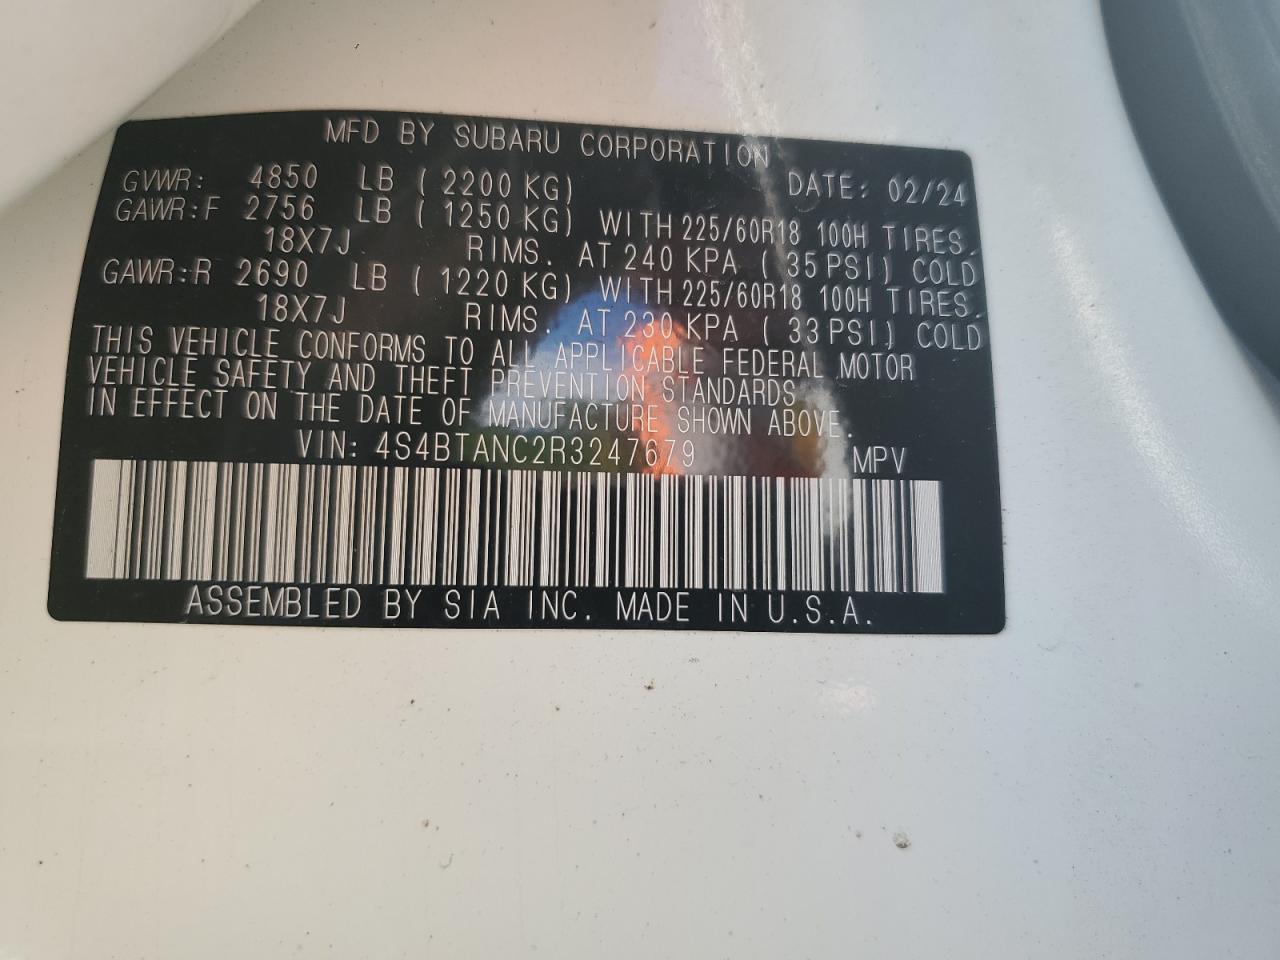 MFD BY SUBARU CORPORATION
GVWR: 4850 LB (2200 KG) DATE: 02/24
GAWR:F 2756 LB (1250 KG) WITH 225/60R18 100H TIRES.
18X7J RIMS. AT 240 KPA (35 PSI) COLD
GAWR:R 2690 LB (1220 KG) WITH 225/60R18 100H TIRES.
18X7J RIMS. AT 230 KPA (33 PSI) COLD
THIS VEHICLE CONFORMS TO ALL APPLICABLE FEDERAL MOTOR
VEHICLE SAFETY AND THEFT PREVENTION STANDARDS
IN EFFECT ON THE DATE OF MANUFACTURE SHOWN ABOVE.
VIN: 4S4BTANC2R3247679 MPV
ASSEMBLED BY SIA INC. MADE IN U.S.A.